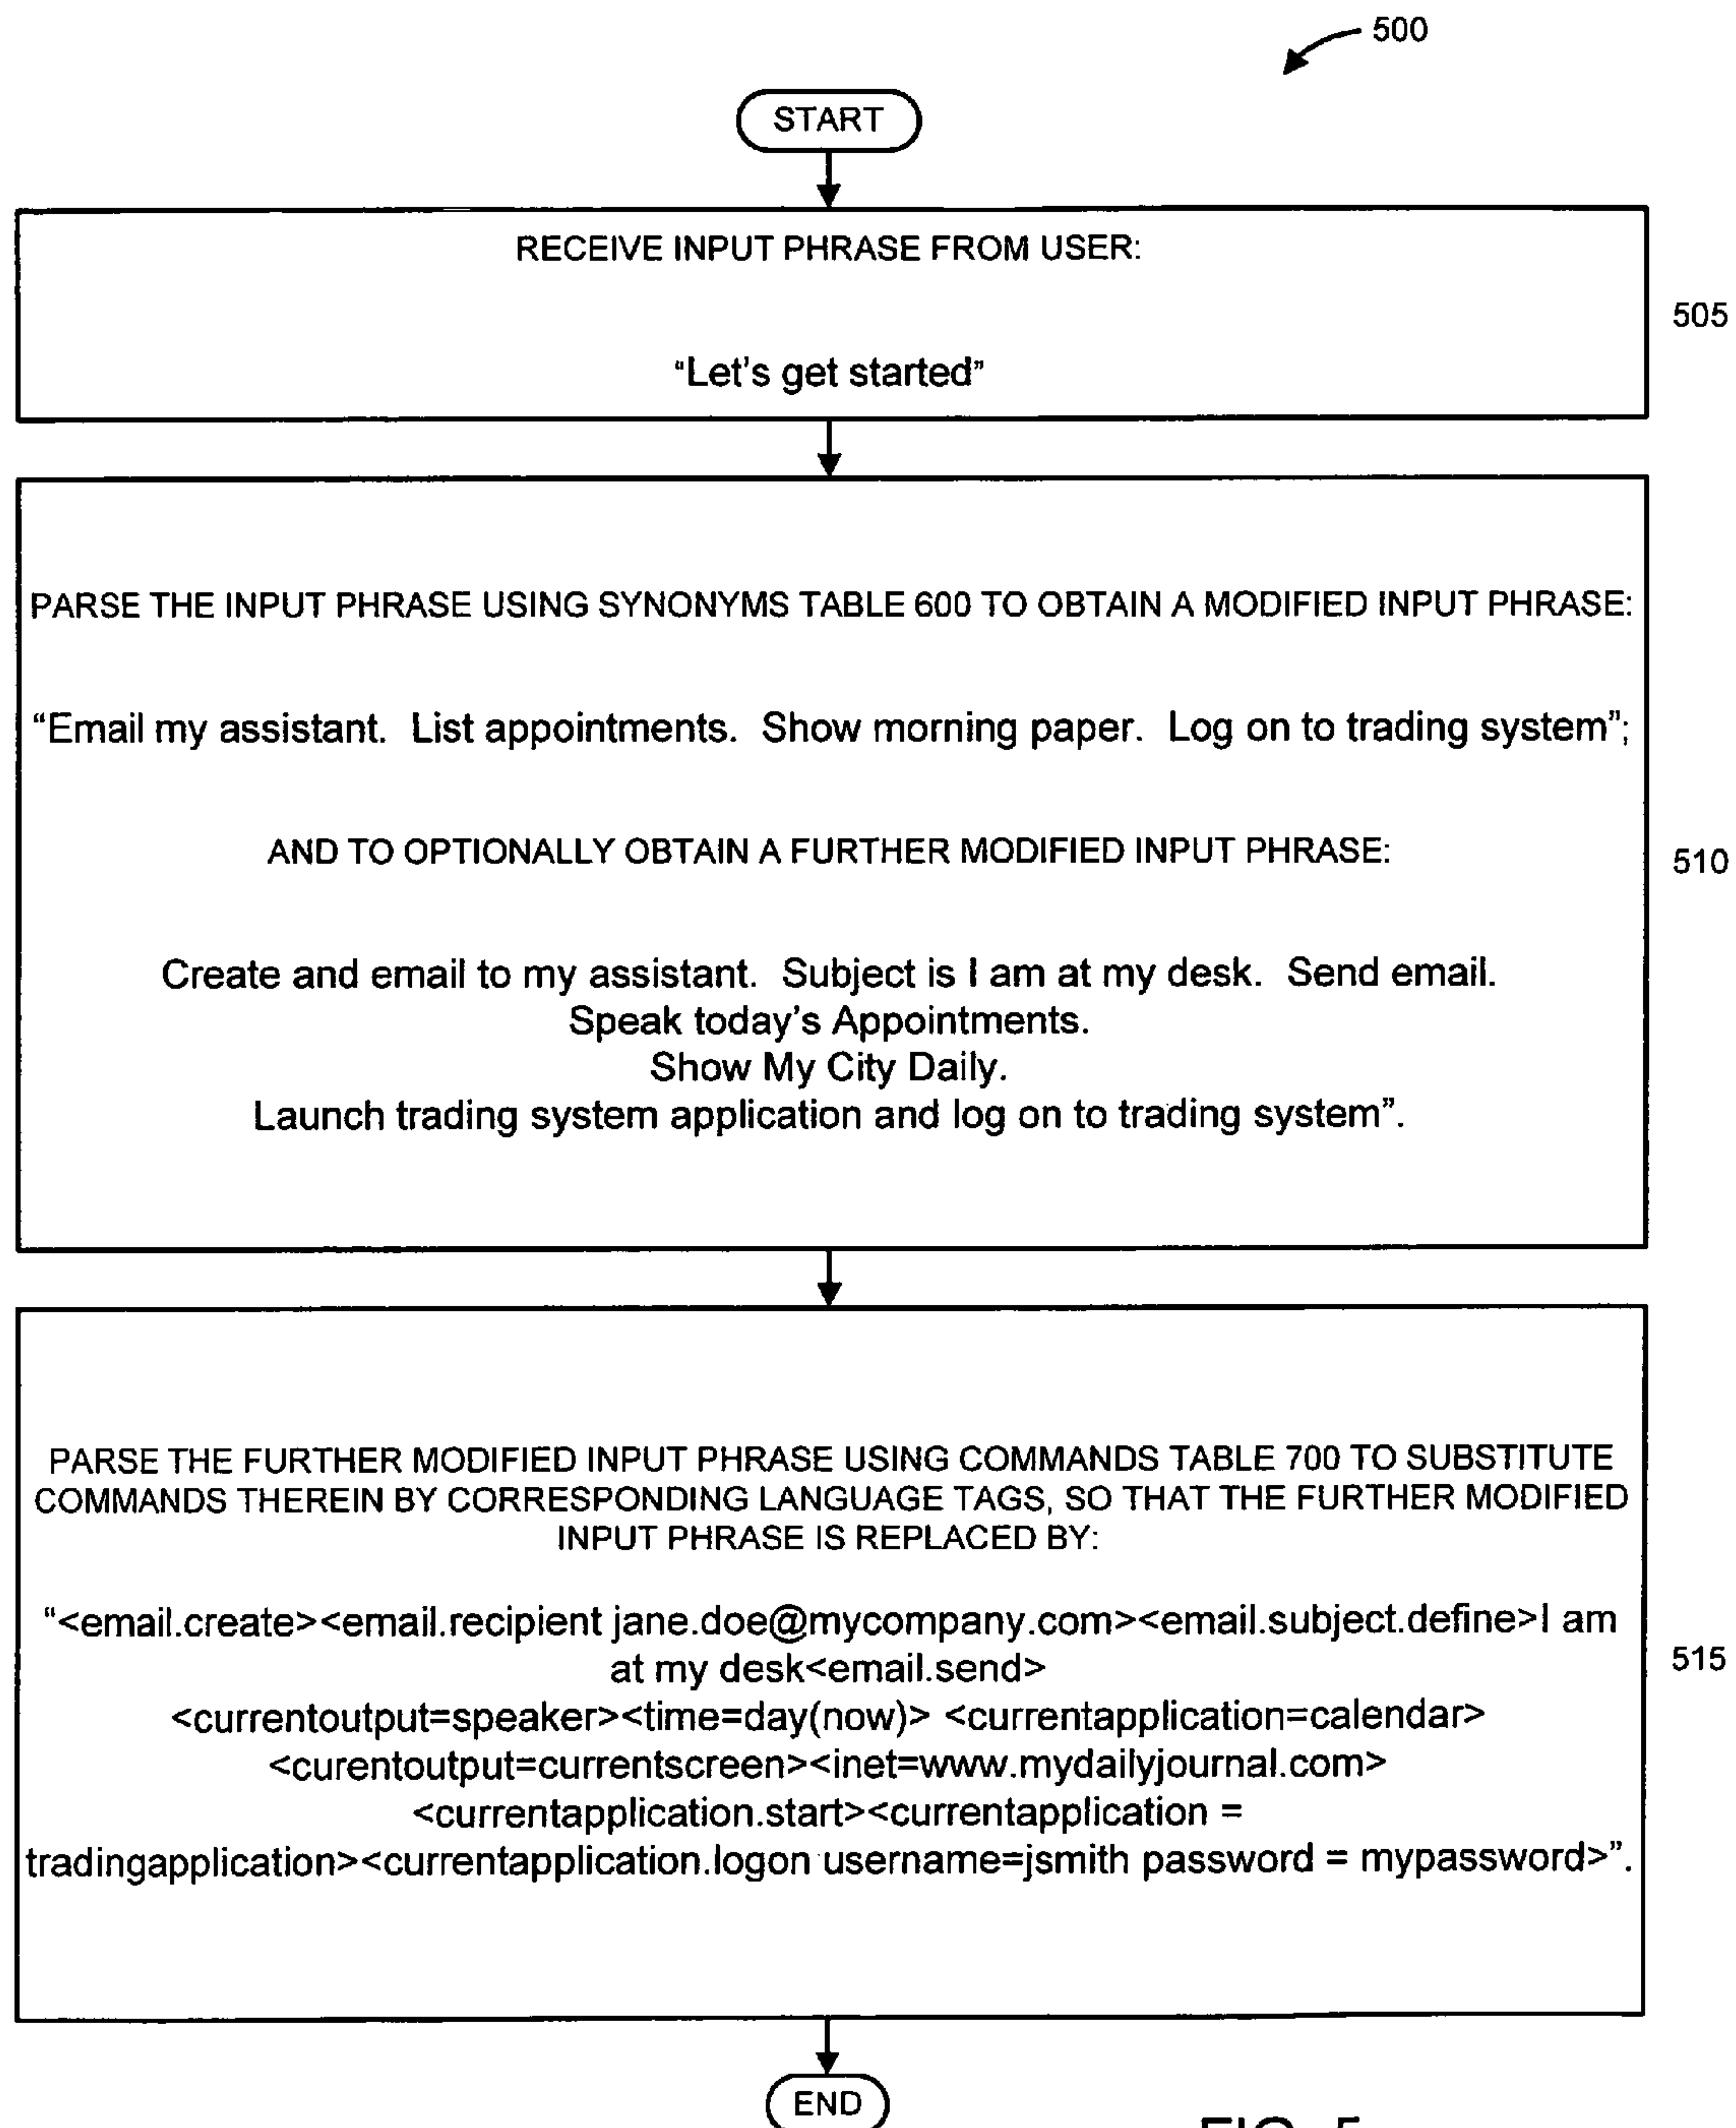 500
START
RECEIVE INPUT PHRASE FROM USER:
"Let's get started"
505
PARSE THE INPUT PHRASE USING SYNONYMS TABLE 600 TO OBTAIN A MODIFIED INPUT PHRASE:
"Email my assistant. List appointments. Show morning paper. Log on to trading system";
AND TO OPTIONALLY OBTAIN A FURTHER MODIFIED INPUT PHRASE:
510
Create and email to my assistant. Subject is I am at my desk. Send email.
Speak today's Appointments.
Show My City Daily.
Launch trading system application and log on to trading system".
PARSE THE FURTHER MODIFIED INPUT PHRASE USING COMMANDS TABLE 700 TO SUBSTITUTE
COMMANDS THEREIN BY CORRESPONDING LANGUAGE TAGS, SO THAT THE FURTHER MODIFIED
INPUT PHRASE IS REPLACED BY:
"<email.create><email.recipient jane.doe@mycompany.com><email.subject.define>I am
at my desk<email.send>
515
<currentoutput=speaker><time=day(now)> <currentapplication=calendar>
<curentoutput=currentscreen><inet=www.mydailyjournal.com>
<currentapplication.start><currentapplication =
tradingapplication><currentapplication.logon username=jsmith password = mypassword>".
END
FIG. 5